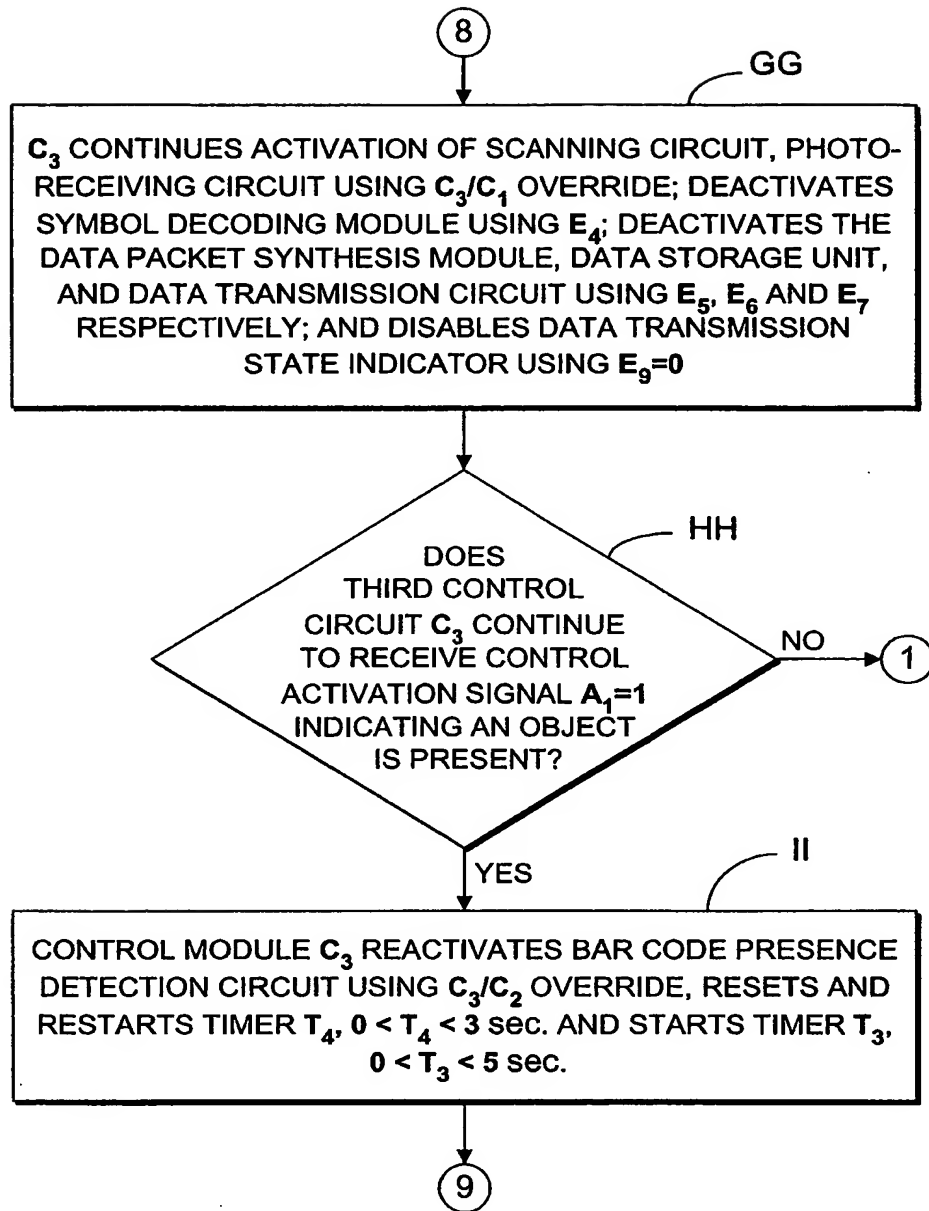 8
GG
C3 CONTINUES ACTIVATION OF SCANNING CIRCUIT, PHOTO-
RECEIVING CIRCUIT USING C3/C1 OVERRIDE; DEACTIVATES
SYMBOL DECODING MODULE USING E4; DEACTIVATES THE
DATA PACKET SYNTHESIS MODULE, DATA STORAGE UNIT,
AND DATA TRANSMISSION CIRCUIT USING E5, E6 AND E7
RESPECTIVELY; AND DISABLES DATA TRANSMISSION
STATE INDICATOR USING E9=0
HH
DOES
THIRD CONTROL
CIRCUIT C3 CONTINUE
TO RECEIVE CONTROL
ACTIVATION SIGNAL A1=1
INDICATING AN OBJECT
IS PRESENT?
NO
1
YES
II
CONTROL MODULE C3 REACTIVATES BAR CODE PRESENCE
DETECTION CIRCUIT USING C3/C2 OVERRIDE, RESETS AND
RESTARTS TIMER T4, 0 < T4 < 3 sec. AND STARTS TIMER T3,
0 < T3 < 5 sec.
9